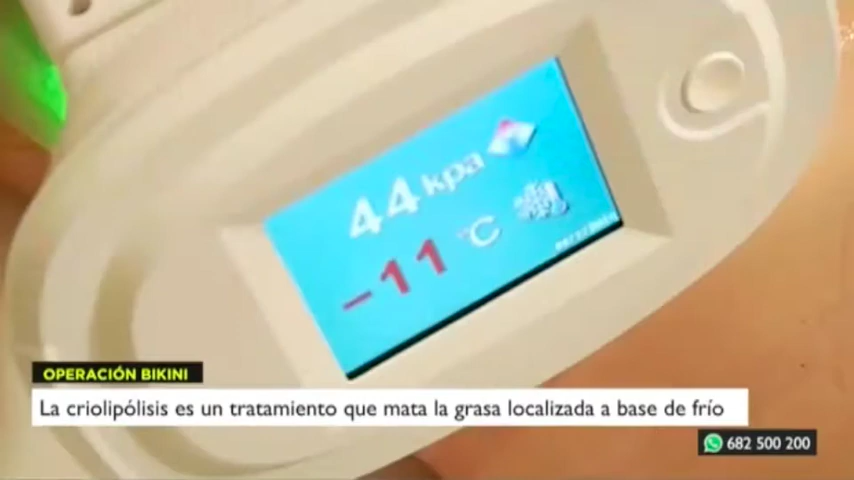 44 kpa
-11 °C
OPERACIÓN BIKINI
La criolipólisis es un tratamiento que mata la grasa localizada a base de frío
682 500 200